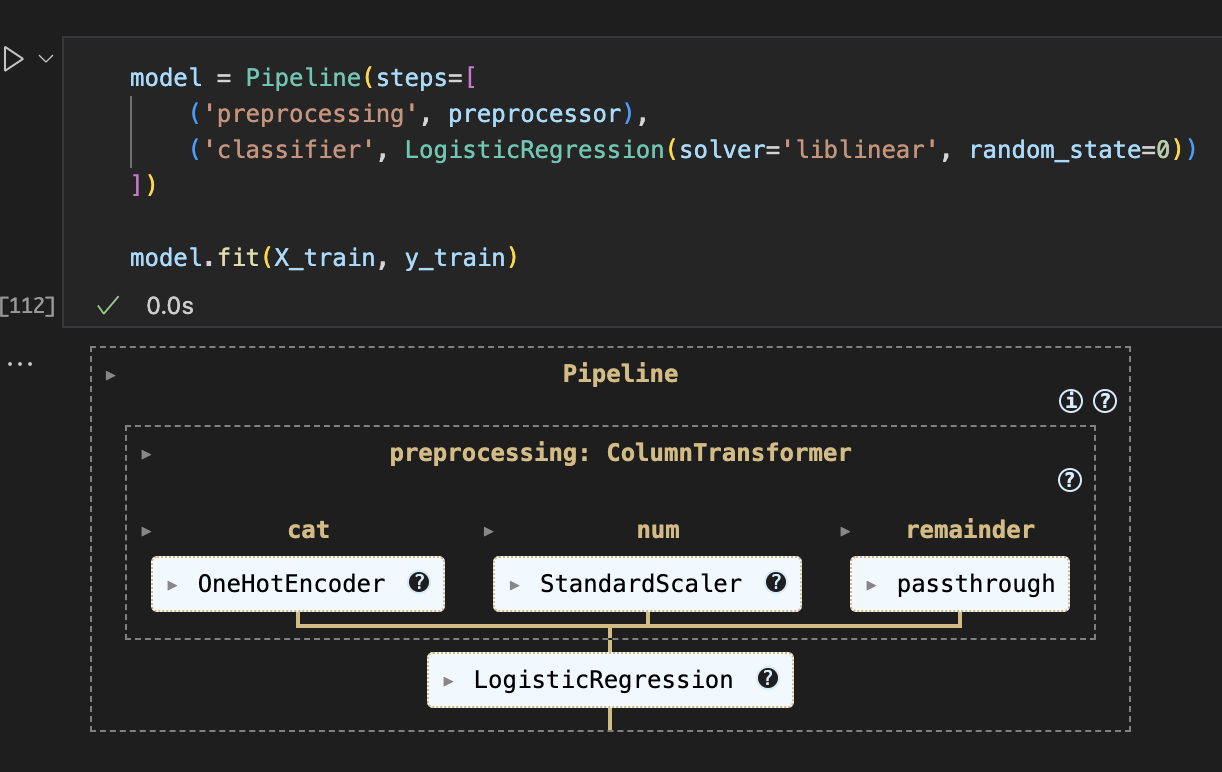 model = Pipeline(steps=[
    ('preprocessing', preprocessor),
    ('classifier', LogisticRegression(solver='liblinear', random_state=0))
])
model.fit(X_train, y_train)
[112] ✓ 0.0s
...
Pipeline
i ?
preprocessing: ColumnTransformer
?
cat num remainder
OneHotEncoder ? StandardScaler ? passthrough
LogisticRegression ?